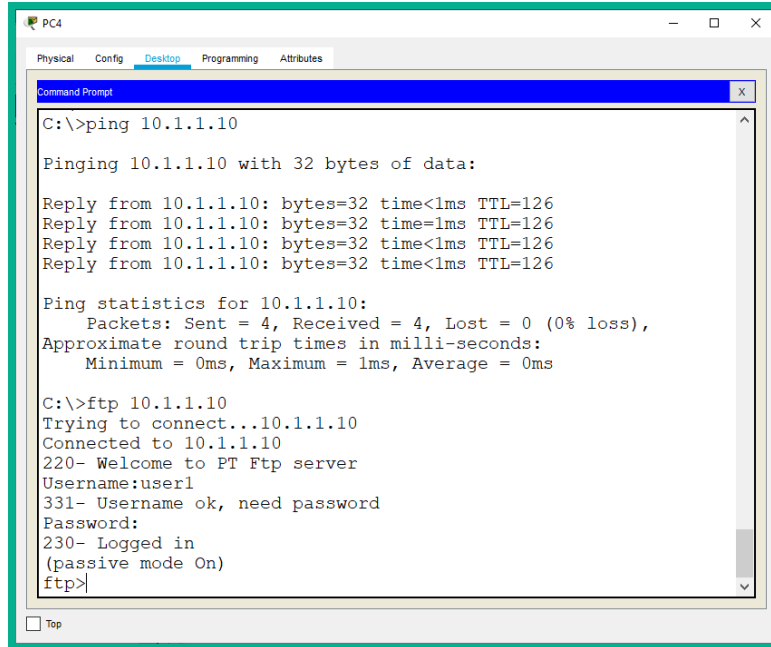 PC4
Physical Config Desktop Programming Attributes
Command Prompt
X
C:\>ping 10.1.1.10
Pinging 10.1.1.10 with 32 bytes of data:
Reply from 10.1.1.10: bytes=32 time<1ms TTL=126
Reply from 10.1.1.10: bytes=32 time=1ms TTL=126
Reply from 10.1.1.10: bytes=32 time<1ms TTL=126
Reply from 10.1.1.10: bytes=32 time<1ms TTL=126
Ping statistics for 10.1.1.10:
Packets: Sent = 4, Received = 4, Lost = 0 (0% loss),
Approximate round trip times in milli-seconds:
Minimum = 0ms, Maximum = 1ms, Average = 0ms
C:\>ftp 10.1.1.10
Trying to connect...10.1.1.10
Connected to 10.1.1.10
220- Welcome to PT Ftp server
Username:user1
331- Username ok, need password
Password:
230- Logged in
(passive mode On)
ftp>
Top